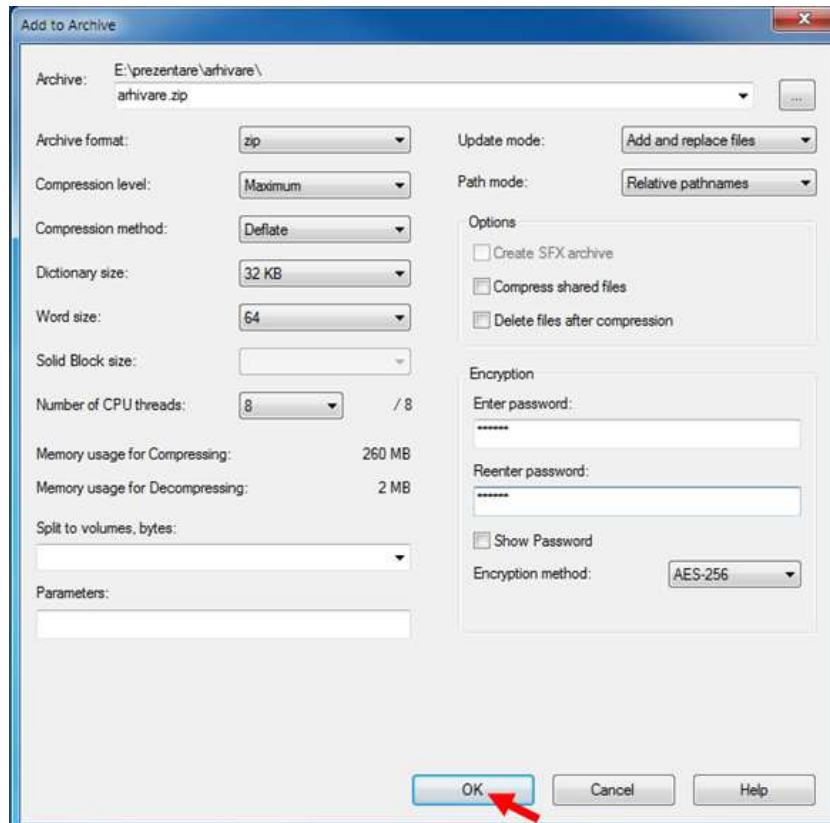 Add to Archive
Archive:
E:\prezentare\arhivare\
arhivare.zip
...
Archive format:
zip
Compression level:
Maximum
Compression method:
Deflate
Dictionary size:
32 KB
Word size:
64
Solid Block size:
Number of CPU threads:
8
/ 8
Memory usage for Compressing:
260 MB
Memory usage for Decompressing:
2 MB
Split to volumes, bytes:
Parameters:
Update mode:
Add and replace files
Path mode:
Relative pathnames
Options
Create SFX archive
Compress shared files
Delete files after compression
Encryption
Enter password:
******
Reenter password:
******
Show Password
Encryption method:
AES-256
OK
Cancel
Help